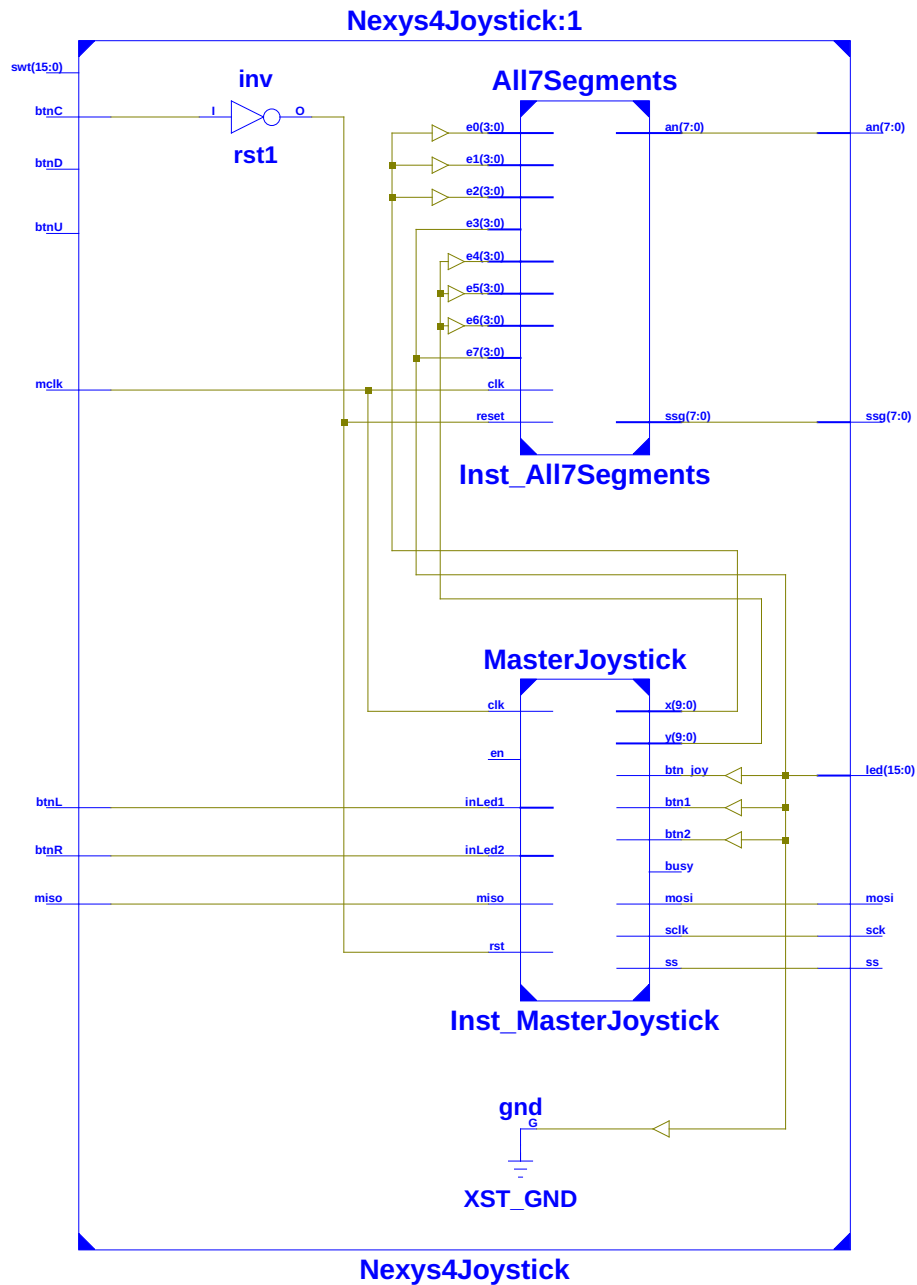 Nexys4Joystick:1
swt(15:0)
btnC
btnD
btnU
mclk
btnL
btnR
miso
inv
I
O
rst1
All7Segments
e0(3:0)
e1(3:0)
e2(3:0)
e3(3:0)
e4(3:0)
e5(3:0)
e6(3:0)
e7(3:0)
clk
reset
an(7:0)
ssg(7:0)
Inst_All7Segments
an(7:0)
ssg(7:0)
MasterJoystick
clk
en
inLed1
inLed2
miso
rst
x(9:0)
y(9:0)
btn_joy
btn1
btn2
busy
mosi
sclk
ss
Inst_MasterJoystick
led(15:0)
mosi
sck
ss
gnd
G
XST_GND
Nexys4Joystick